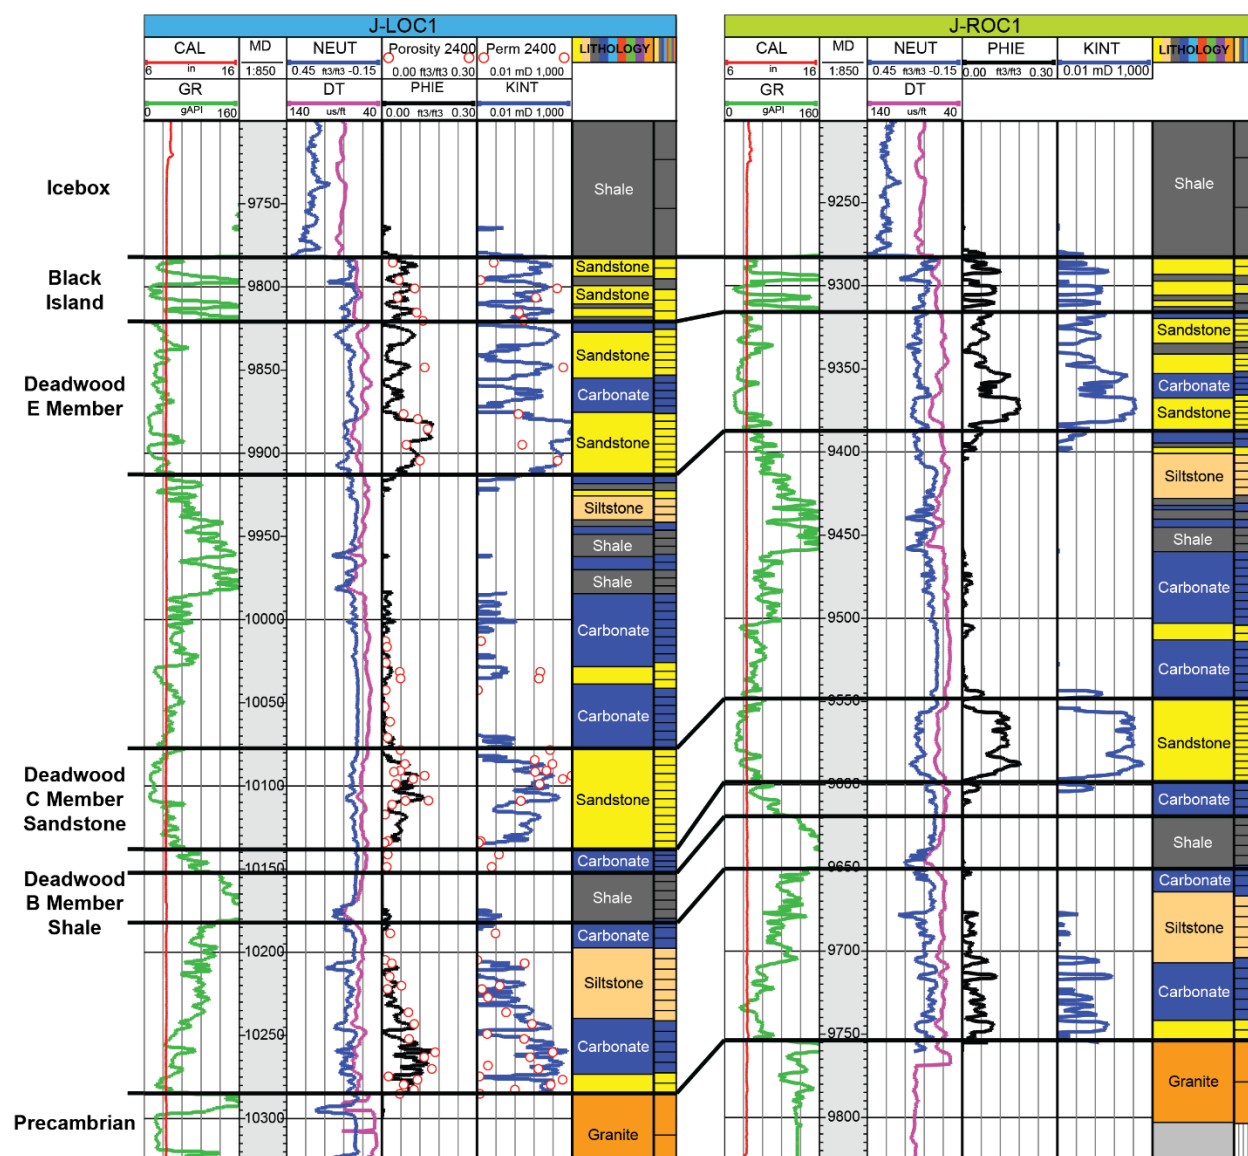 J-LOC1
J-ROC1
CAL MD NEUT Porosity 2400 Perm 2400 LITHOLOGY
6 in 16 1:850 0.45 ft3/ft3 -0.15 0.00 ft3/ft3 0.30 0.01 mD 1,000
GR DT PHIE KINT
0 gAPI 160 140 us/ft 40 0.00 ft3/ft3 0.30 0.01 mD 1,000
CAL MD NEUT PHIE KINT LITHOLOGY
6 in 16 1:850 0.45 ft3/ft3 -0.15 0.00 ft3/ft3 0.30 0.01 mD 1,000
GR DT
0 gAPI 160 140 us/ft 40
Icebox
Black
Island
Deadwood
E Member
Deadwood
C Member
Sandstone
Deadwood
B Member
Shale
Precambrian
9750
9800
9850
9900
9950
10000
10050
10100
10150
10200
10250
10300
Shale
Sandstone
Sandstone
Sandstone
Carbonate
Sandstone
Siltstone
Shale
Shale
Carbonate
Carbonate
Sandstone
Carbonate
Shale
Carbonate
Siltstone
Carbonate
Granite
9250
9300
9350
9400
9450
9500
9550
9600
9650
9700
9750
9800
Shale
Sandstone
Carbonate
Sandstone
Siltstone
Shale
Carbonate
Carbonate
Sandstone
Carbonate
Shale
Carbonate
Siltstone
Carbonate
Granite